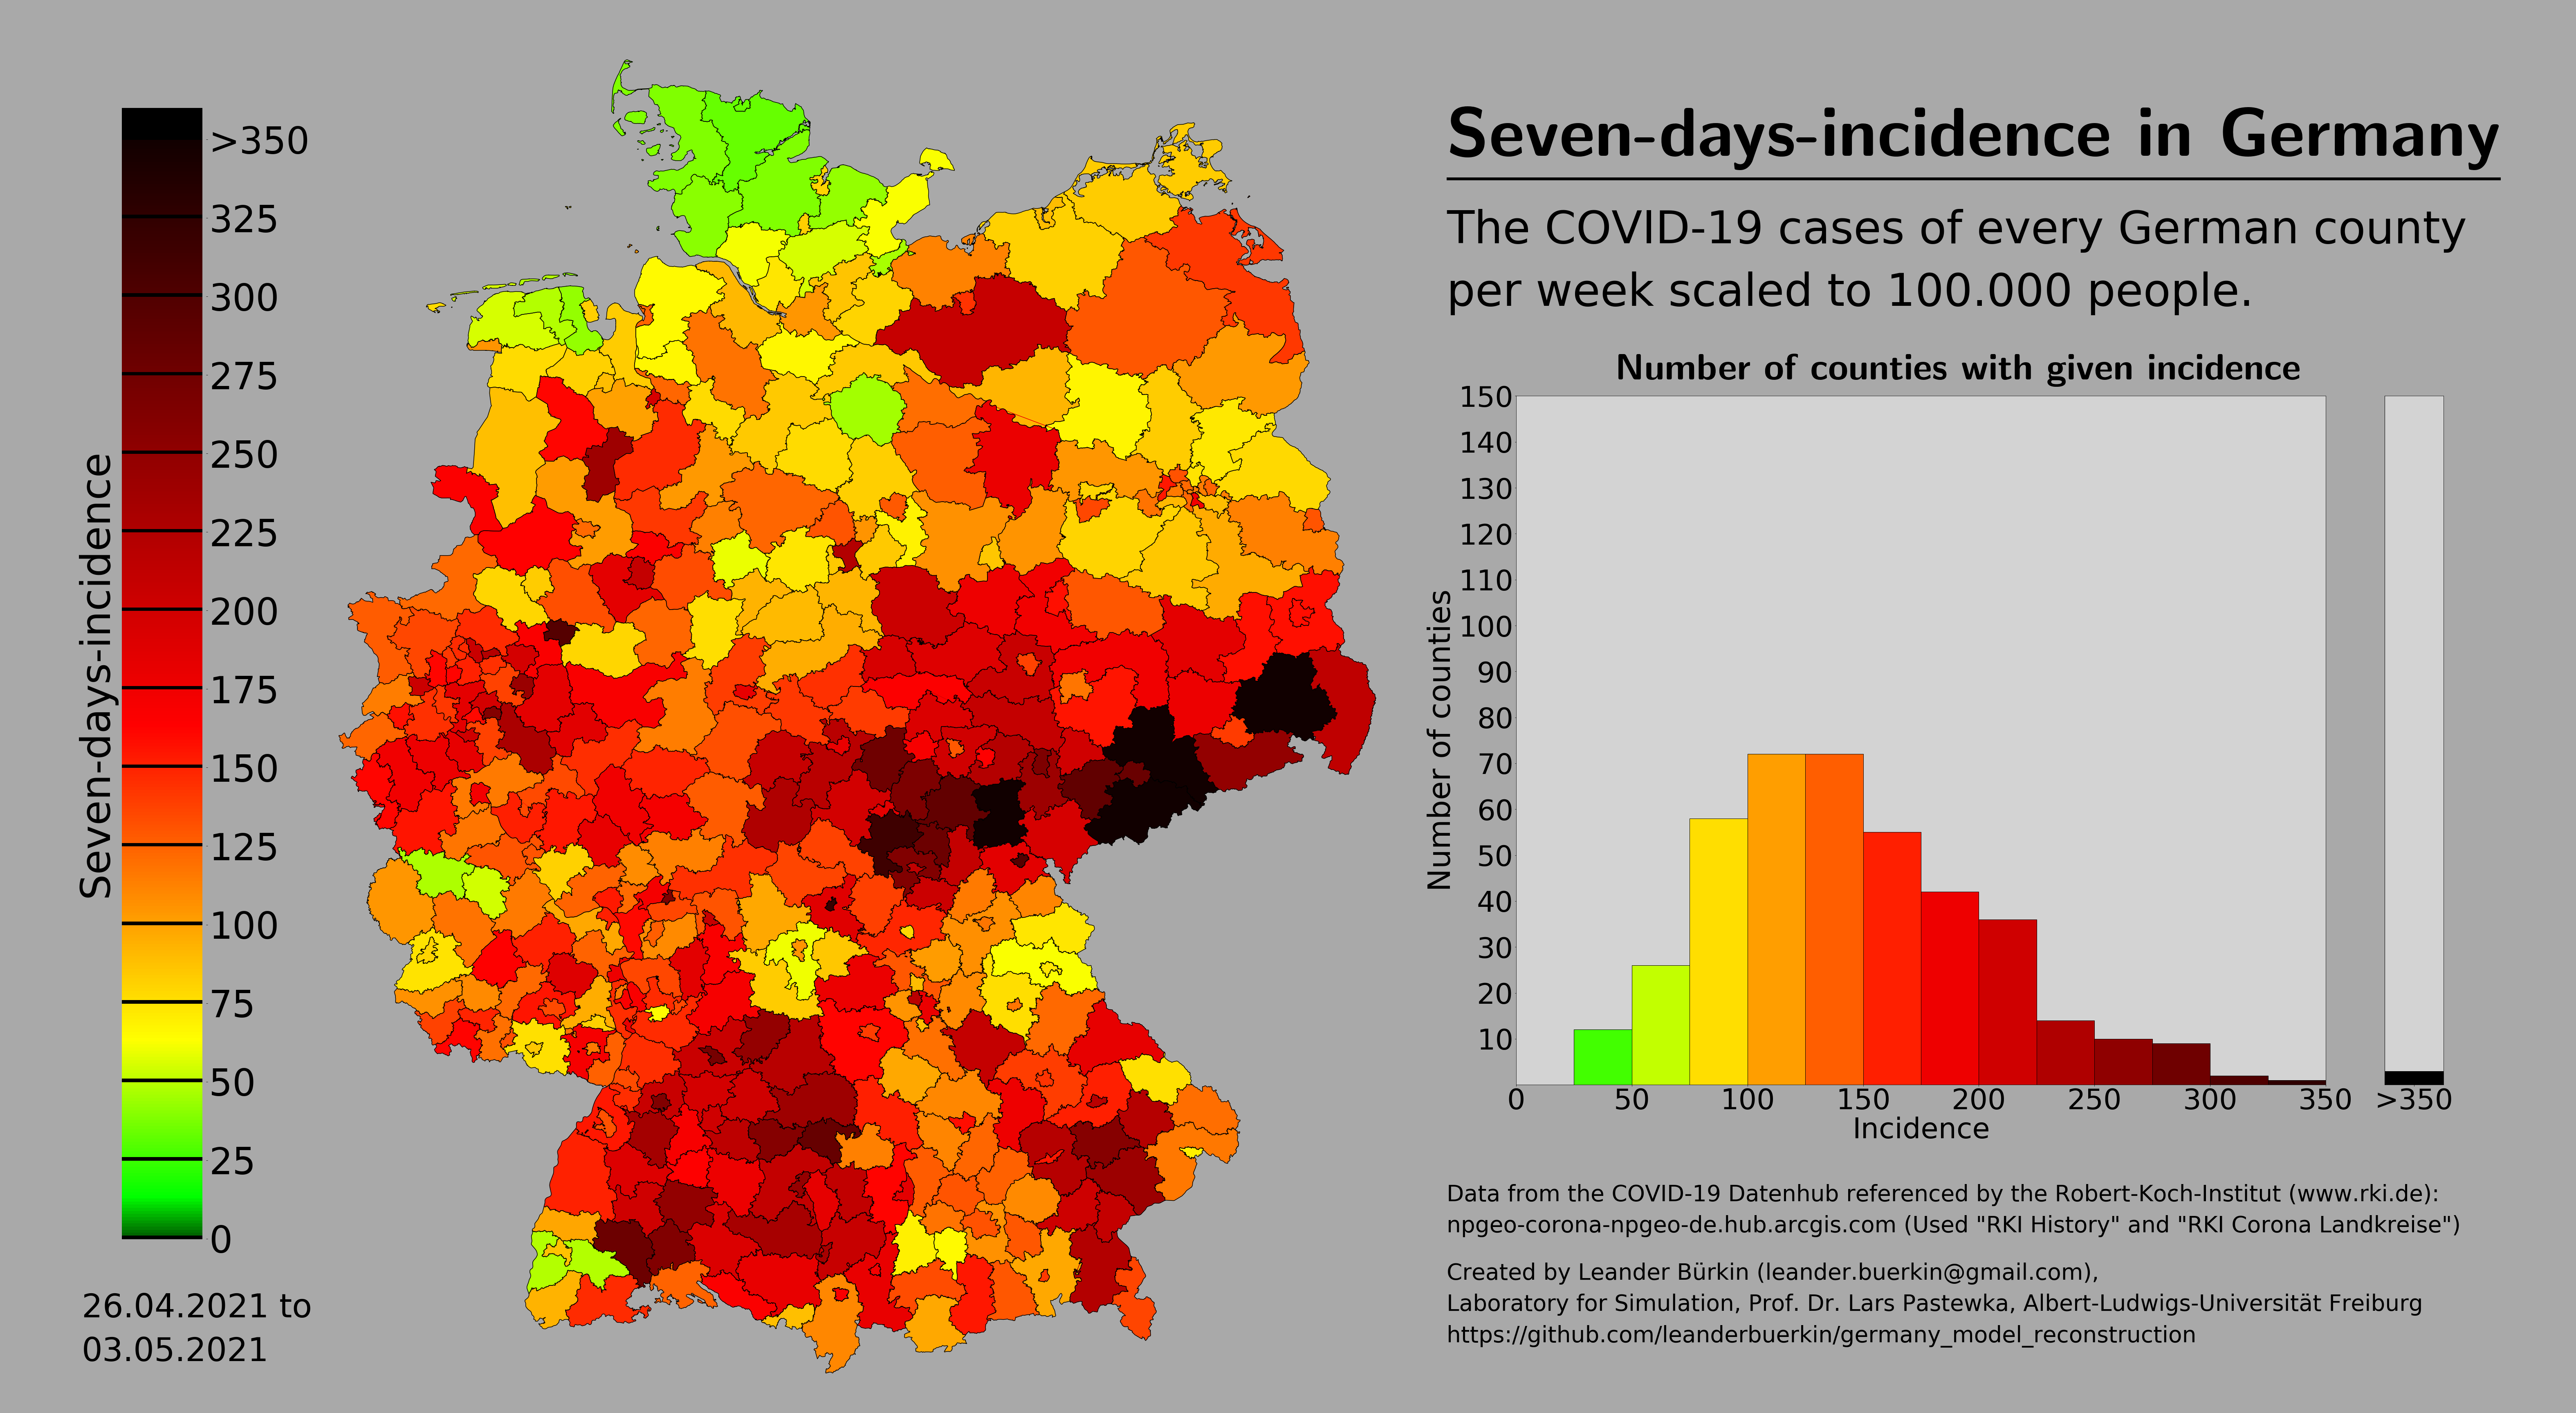 Seven-days-incidence in Germany
The COVID-19 cases of every German county
per week scaled to 100.000 people.
>350
325
300
275
250
225
200
175
150
125
100
75
50
25
0
Seven-days-incidence
26.04.2021 to
03.05.2021
Number of counties with given incidence
150
140
130
120
110
100
90
80
70
60
50
40
30
20
10
Number of counties
0 50 100 150 200 250 300 350 >350
Incidence
Data from the COVID-19 Datenhub referenced by the Robert-Koch-Institut (www.rki.de):
npgeo-corona-npgeo-de.hub.arcgis.com (Used "RKI History" and "RKI Corona Landkreise")
Created by Leander Bürkin (leander.buerkin@gmail.com),
Laboratory for Simulation, Prof. Dr. Lars Pastewka, Albert-Ludwigs-Universität Freiburg
https://github.com/leanderbuerkin/germany_model_reconstruction